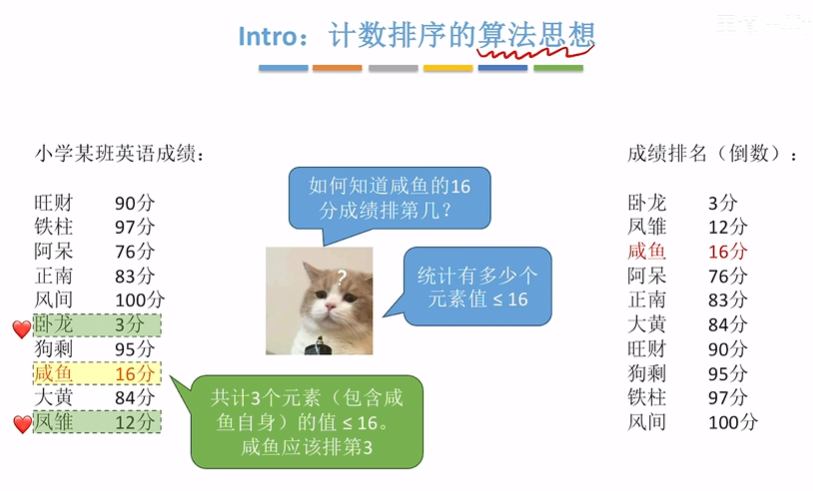 Intro：计数排序的算法思想
小学某班英语成绩：
旺财 90分
铁柱 97分
阿呆 76分
正南 83分
风间 100分
卧龙 3分
狗剩 95分
咸鱼 16分
大黄 84分
凤雏 12分
如何知道咸鱼的16
分成绩排第几？
?
统计有多少个
元素值 ≤ 16
共计3个元素（包含咸
鱼自身）的值 ≤ 16。
咸鱼应该排第3
成绩排名（倒数）：
卧龙 3分
凤雏 12分
咸鱼 16分
阿呆 76分
正南 83分
大黄 84分
旺财 90分
狗剩 95分
铁柱 97分
风间 100分